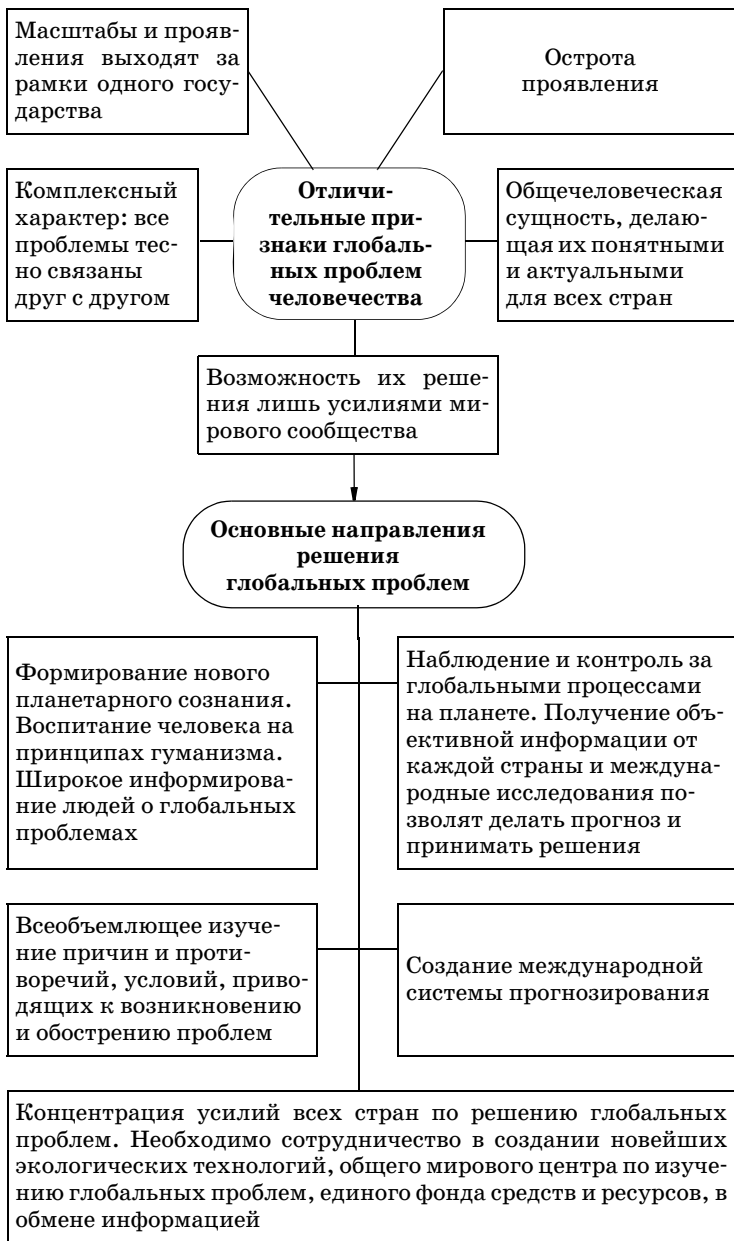 Масштабы и прояв-
ления выходят за
рамки одного госу-
дарства
Острота
проявления
Комплексный
характер: все
проблемы тес-
но связаны
друг с другом
Отличи-
тельные при-
знаки глобаль-
ных проблем
человечества
Общечеловеческая
сущность, делаю-
щая их понятными
и актуальными
для всех стран
Возможность их реше-
ния лишь усилиями ми-
рового сообщества
Основные направления
решения
глобальных проблем
Формирование нового
планетарного сознания.
Воспитание человека на
принципах гуманизма.
Широкое информирова-
ние людей о глобальных
проблемах
Наблюдение и контроль за
глобальными процессами
на планете. Получение объ-
ективной информации от
каждой страны и междуна-
родные исследования по-
зволят делать прогноз и
принимать решения
Всеобъемлющее изуче-
ние причин и проти-
воречий, условий, приво-
дящих к возникновению
и обострению проблем
Создание международной
системы прогнозирования
Концентрация усилий всех стран по решению глобальных
проблем. Необходимо сотрудничество в создании новейших
экологических технологий, общего мирового центра по изуче-
нию глобальных проблем, единого фонда средств и ресурсов, в
обмене информацией